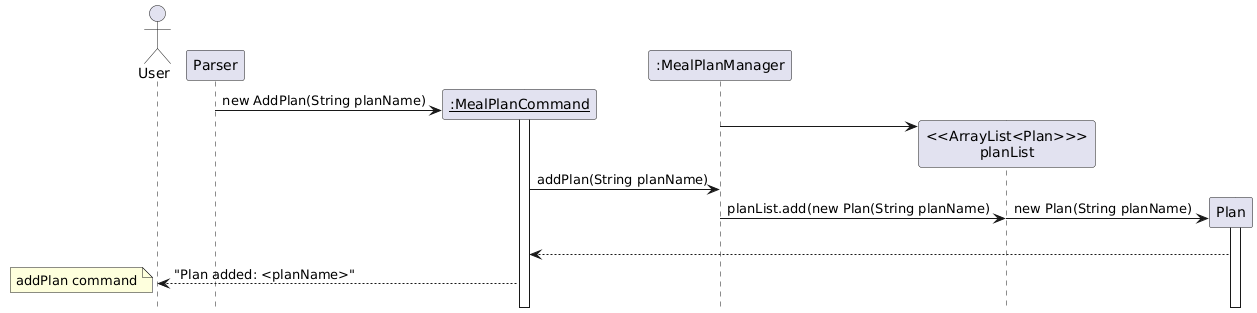 User
Parser
:MealPlanManager
new AddPlan(String planName)
:MealPlanCommand
<<ArrayList<Plan>>>
planList
addPlan(String planName)
planList.add(new Plan(String planName)
new Plan(String planName)
Plan
addPlan command
"Plan added: <planName>"